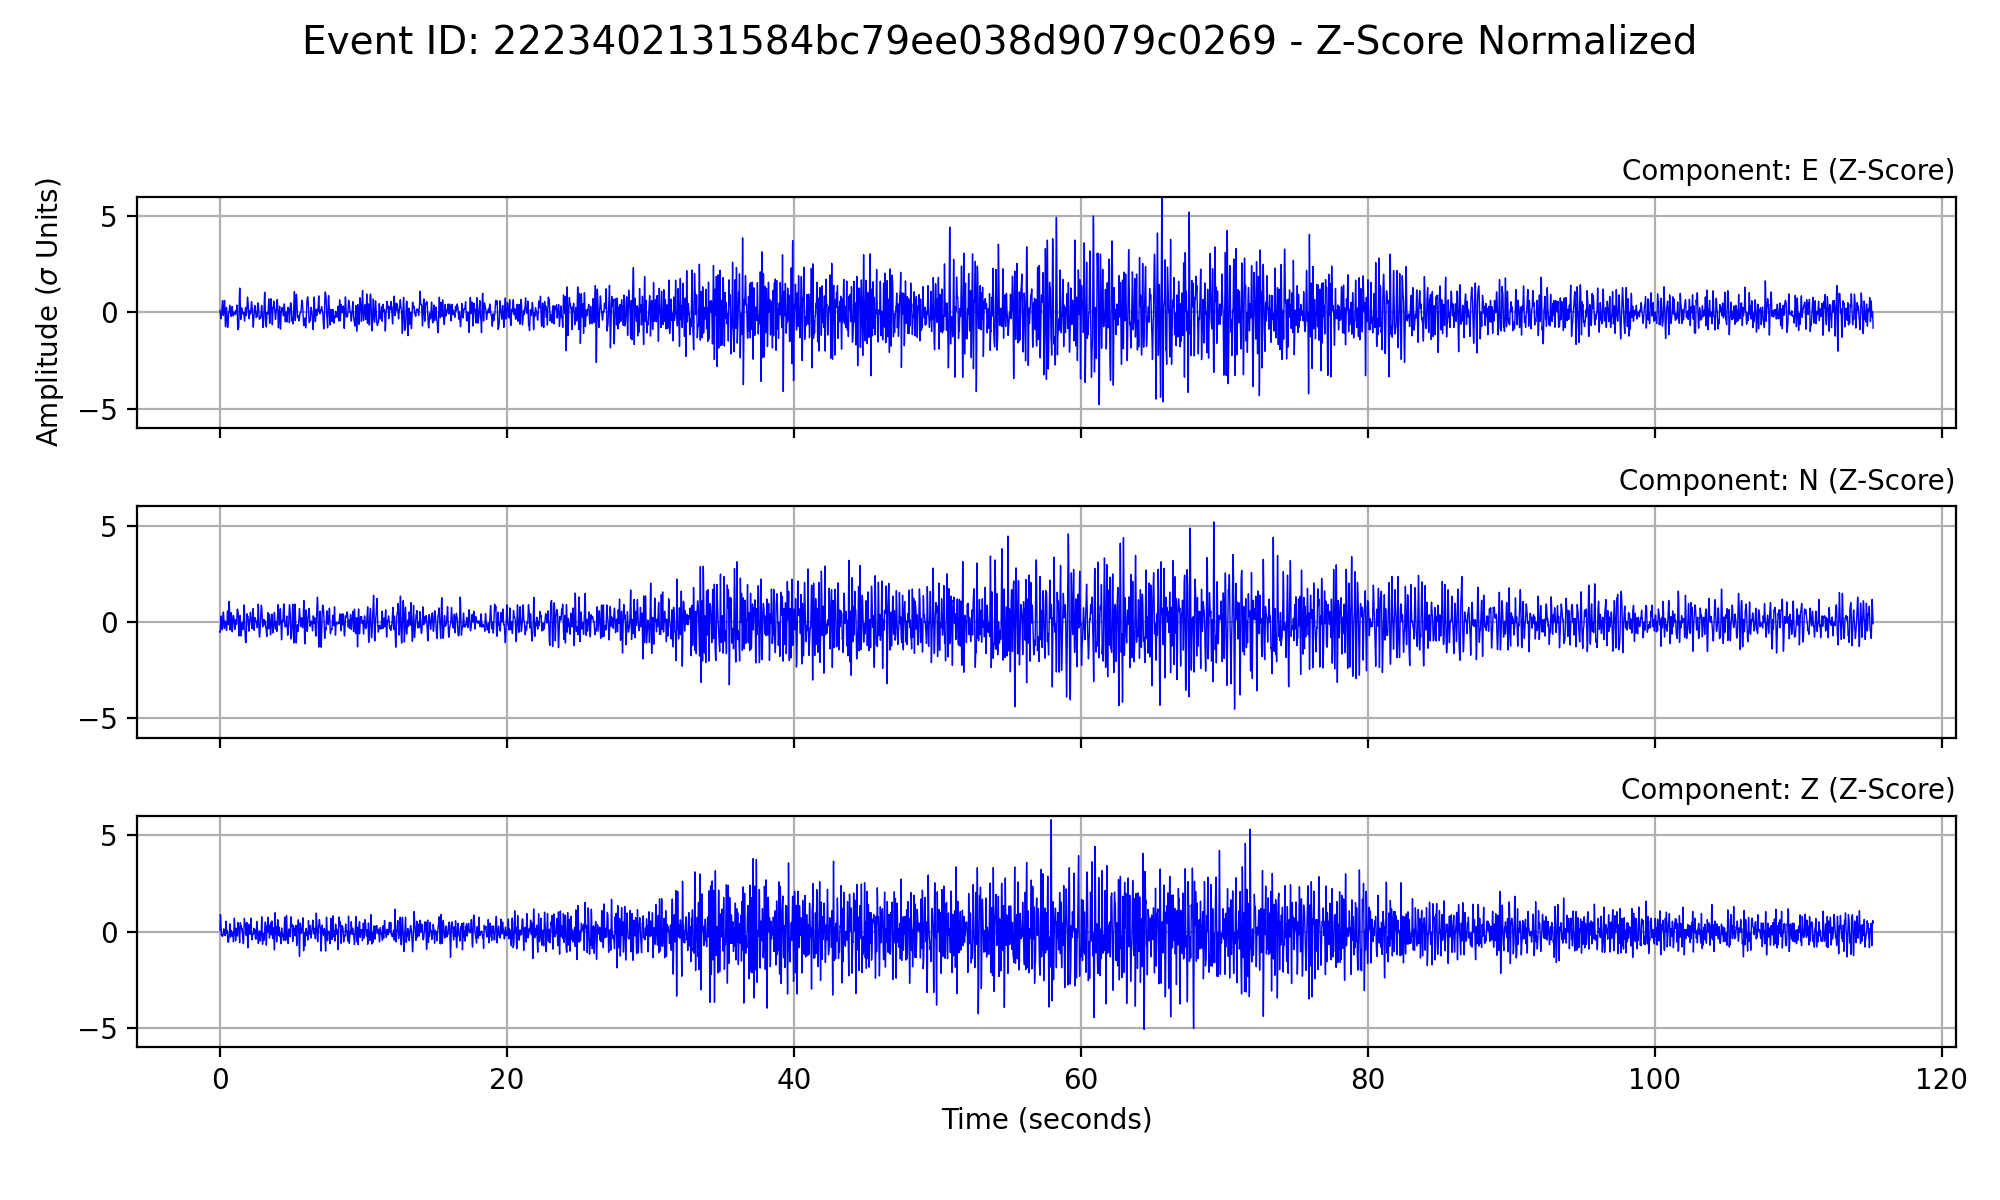 Event ID: 2223402131584bc79ee038d9079c0269 - Z-Score Normalized
Component: E (Z-Score)
Amplitude (σ Units)
5
0
−5
Component: N (Z-Score)
5
0
−5
Component: Z (Z-Score)
5
0
−5
0 20 40 60 80 100 120
Time (seconds)